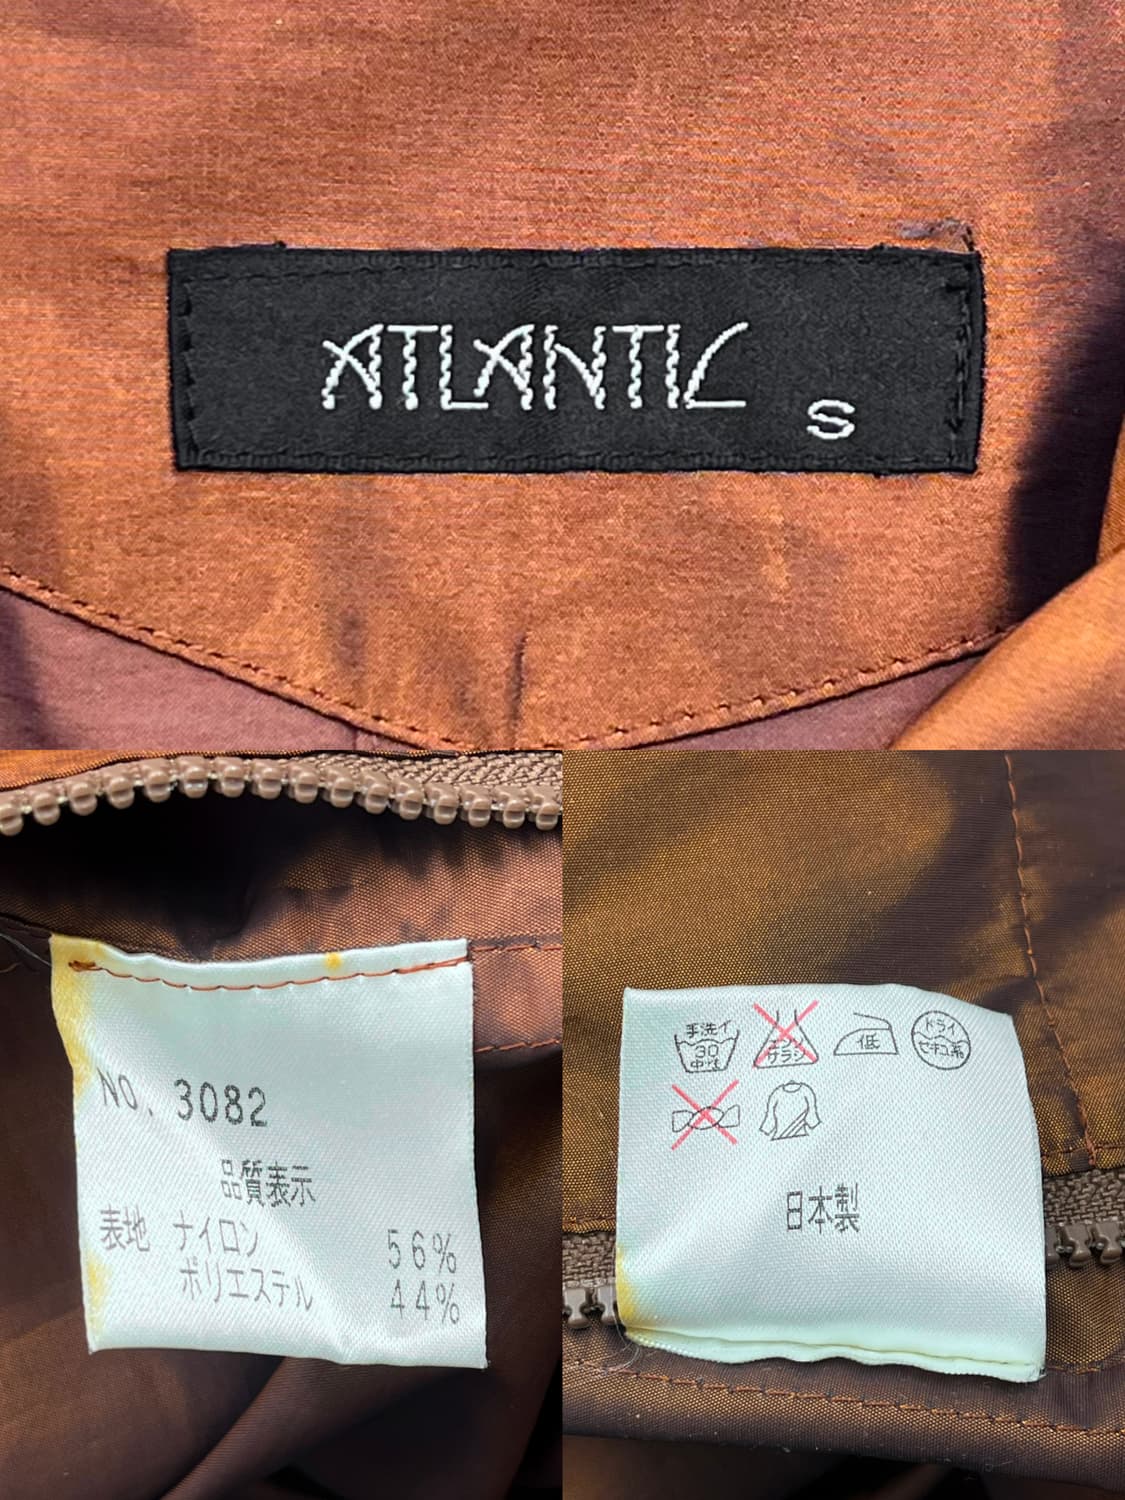 ATLANTIC
S
NO. 3082
品質表示
表地 ナイロン 56%
ポリエステル 44%
手洗イ
30
中性
エンソ
サラシ
低
ドライ
セキユ系
日本製